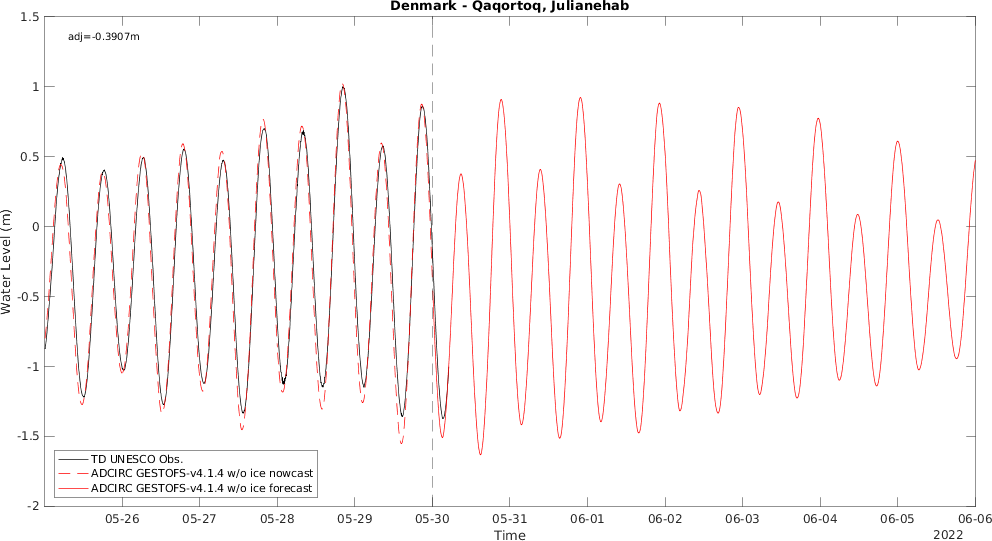 Denmark - Qaqortoq, Julianehab
adj=-0.3907m
1.5
1
0.5
0
-0.5
-1
-1.5
-2
Water Level (m)
TD UNESCO Obs.
ADCIRC GESTOFS-v4.1.4 w/o ice nowcast
ADCIRC GESTOFS-v4.1.4 w/o ice forecast
05-26 05-27 05-28 05-29 05-30 05-31 06-01 06-02 06-03 06-04 06-05 06-06
Time
2022